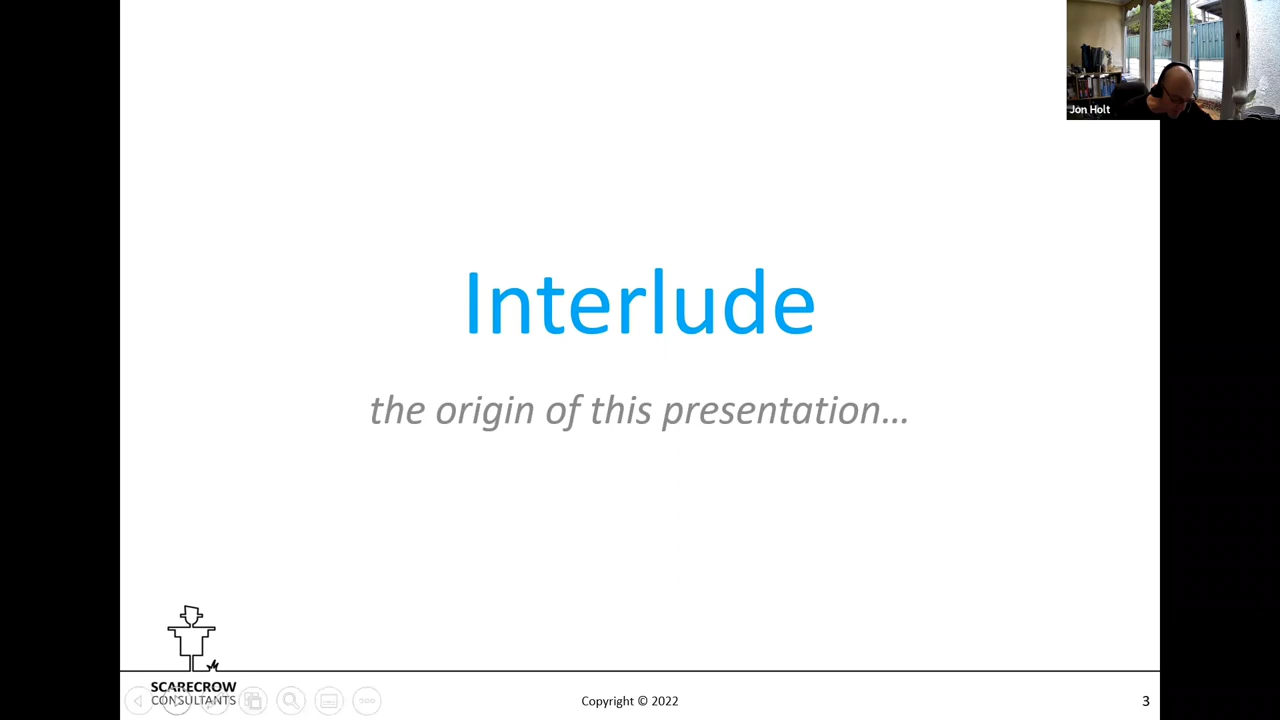 Jon Holt
Interlude
the origin of this presentation...
SCARECROW
CONSULTANTS
Copyright © 2022
3